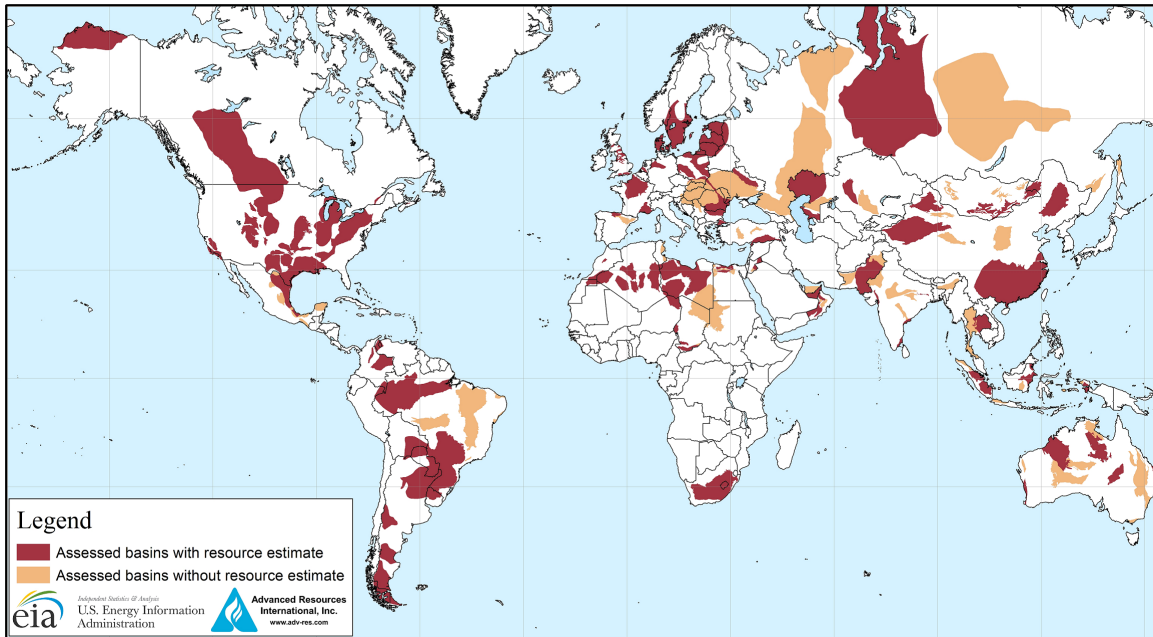 Legend
Assessed basins with resource estimate
Assessed basins without resource estimate
eia
Independent Statistics & Analysis
U.S. Energy Information
Administration
Advanced Resources
International, Inc.
www.adv-res.com